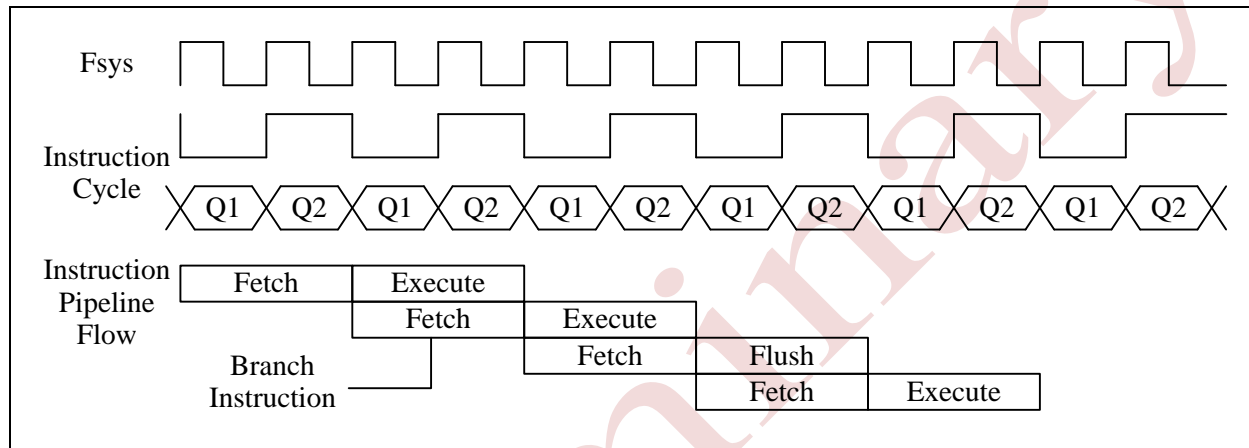 Fsys
Instruction
Cycle
Q1 Q2 Q1 Q2 Q1 Q2 Q1 Q2 Q1 Q2 Q1 Q2
Instruction
Pipeline
Flow
Fetch Execute
Fetch Execute
Branch
Instruction
Fetch Flush
Fetch Execute
minary